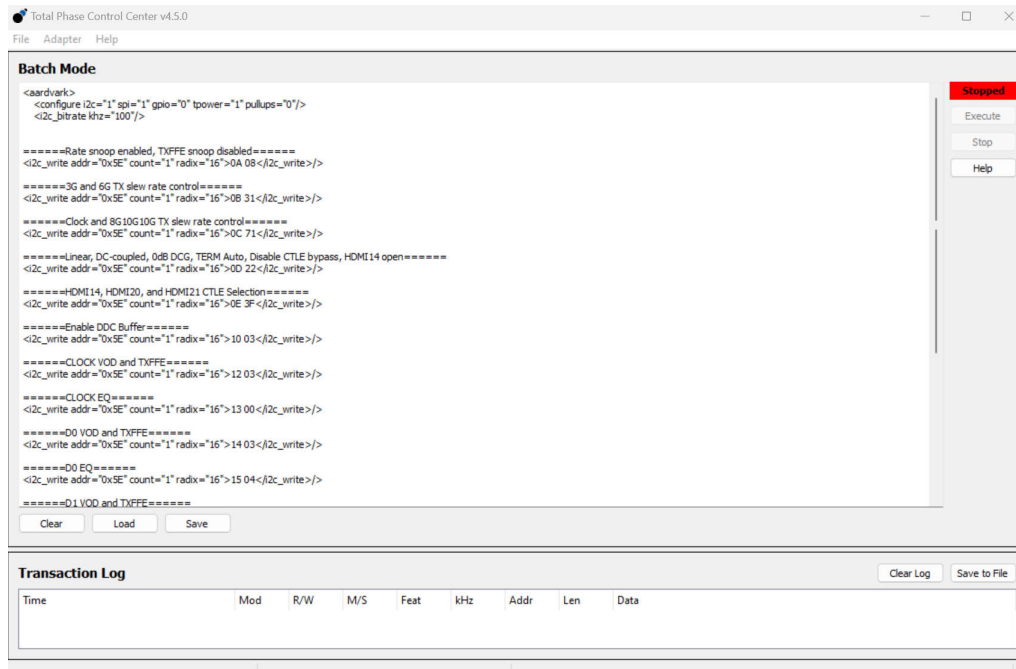 Total Phase Control Center v4.5.0
File Adapter Help
Batch Mode
<aardvark>
<configure i2c="1" spi="1" gpio="0" tpower="1" pullups="0"/>
<i2c_bitrate khz="100"/>
======Rate snoop enabled, TXFFE snoop disabled======
<i2c_write addr="0x5E" count="1" radix="16">0A 08</i2c_write>/>
======3G and 6G TX slew rate control======
<i2c_write addr="0x5E" count="1" radix="16">0B 31</i2c_write>/>
======Clock and 8G10G10G TX slew rate control======
<i2c_write addr="0x5E" count="1" radix="16">0C 71</i2c_write>/>
======Linear, DC-coupled, 0dB DCG, TERM Auto, Disable CTLE bypass, HDMI14 open======
<i2c_write addr="0x5E" count="1" radix="16">0D 22</i2c_write>/>
======HDMI14, HDMI20, and HDMI21 CTLE Selection======
<i2c_write addr="0x5E" count="1" radix="16">0E 3F</i2c_write>/>
======Enable DDC Buffer======
<i2c_write addr="0x5E" count="1" radix="16">10 03</i2c_write>/>
======CLOCK VOD and TXFFE======
<i2c_write addr="0x5E" count="1" radix="16">12 03</i2c_write>/>
======CLOCK EQ======
<i2c_write addr="0x5E" count="1" radix="16">13 00</i2c_write>/>
======D0 VOD and TXFFE======
<i2c_write addr="0x5E" count="1" radix="16">14 03</i2c_write>/>
======D0 EQ======
<i2c_write addr="0x5E" count="1" radix="16">15 04</i2c_write>/>
======D1 VOD and TXFFE======
Stopped
Execute
Stop
Help
Clear Load Save
Transaction Log
Clear Log Save to File
Time Mod R/W M/S Feat kHz Addr Len Data